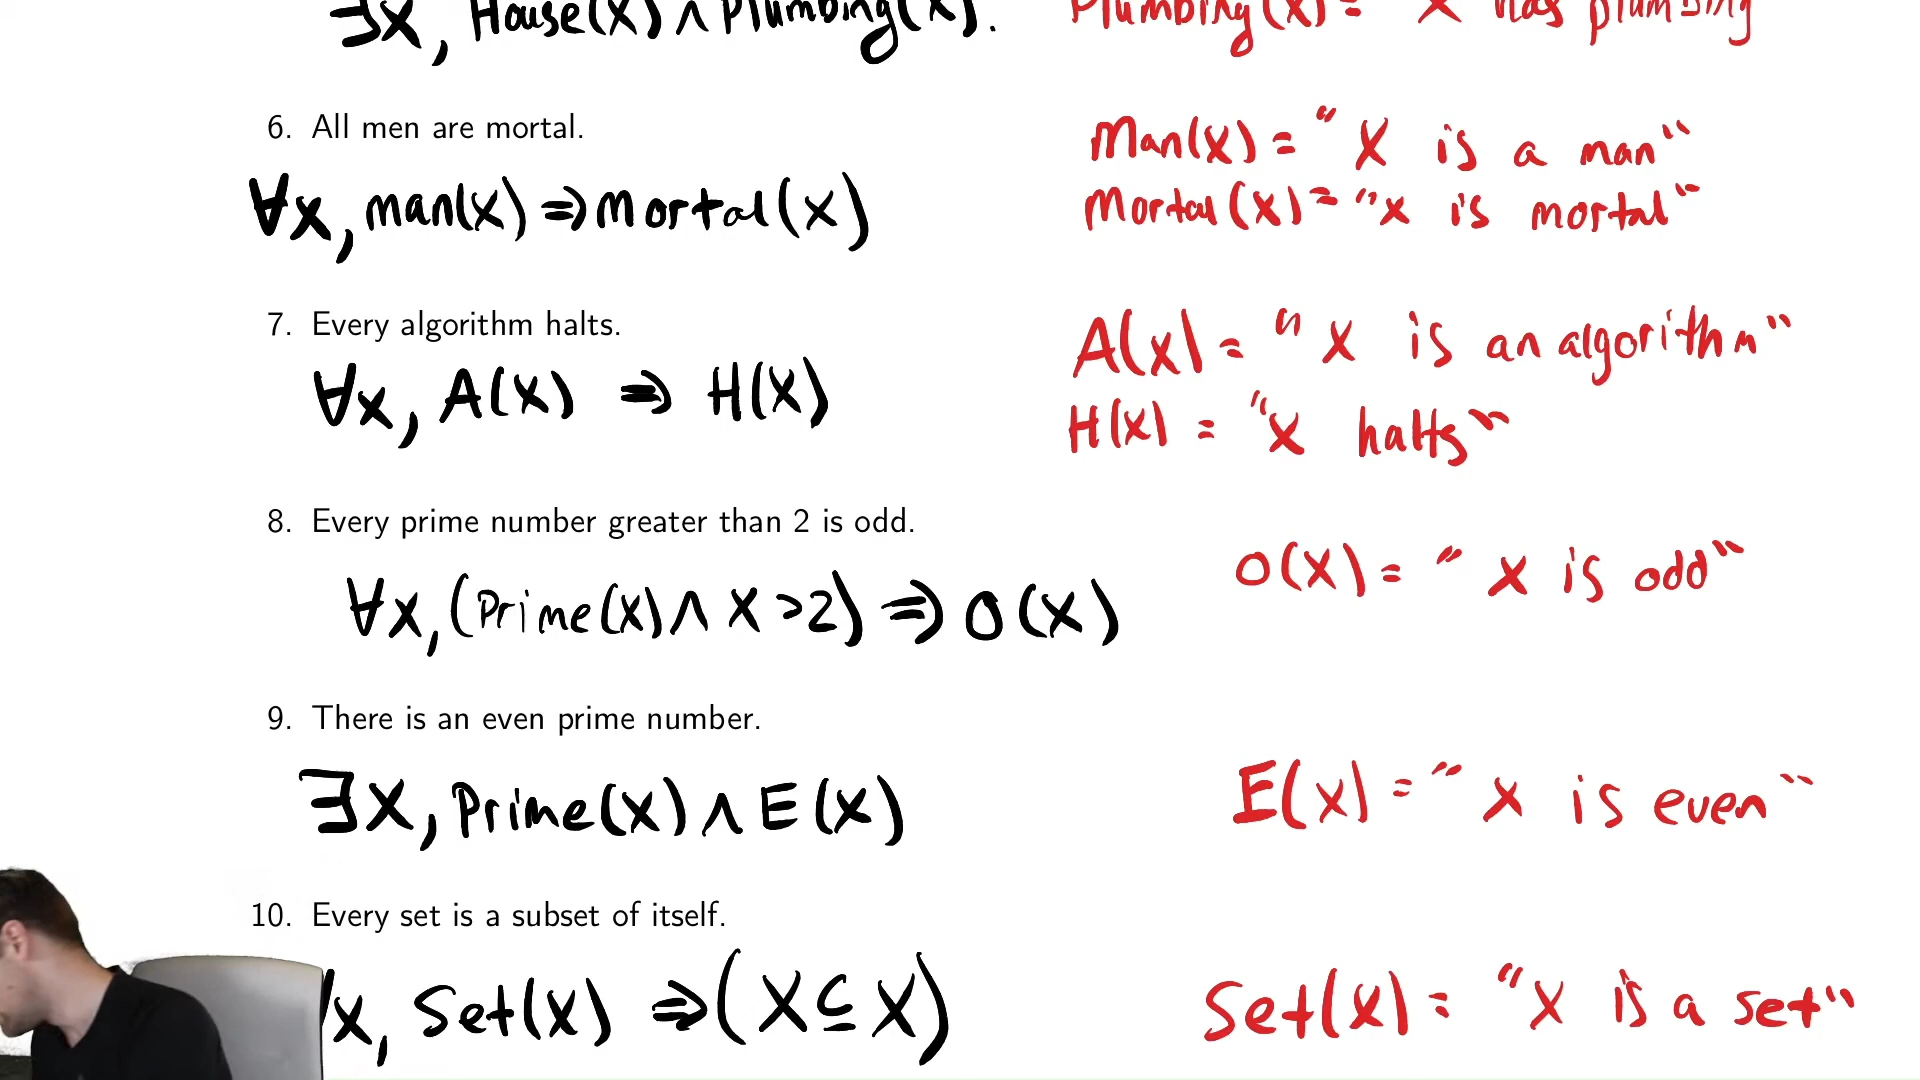 ∃x, House(x) ∧ Plumbing(x). Plumbing(x) = "x has plumbing
6. All men are mortal.
Man(x) = "x is a man"
∀x, man(x) ⇒ mortal(x)
Mortal(x) = "x is mortal"
7. Every algorithm halts.
A(x) = "x is an algorithm"
∀x, A(x) ⇒ H(x)
H(x) = "x halts"
8. Every prime number greater than 2 is odd.
O(x) = "x is odd"
∀x, (Prime(x) ∧ x > 2) ⇒ O(x)
9. There is an even prime number.
∃x, Prime(x) ∧ E(x)
E(x) = "x is even"
10. Every set is a subset of itself.
x, Set(x) ⇒ (x ⊆ x)
Set(x) = "x is a set"